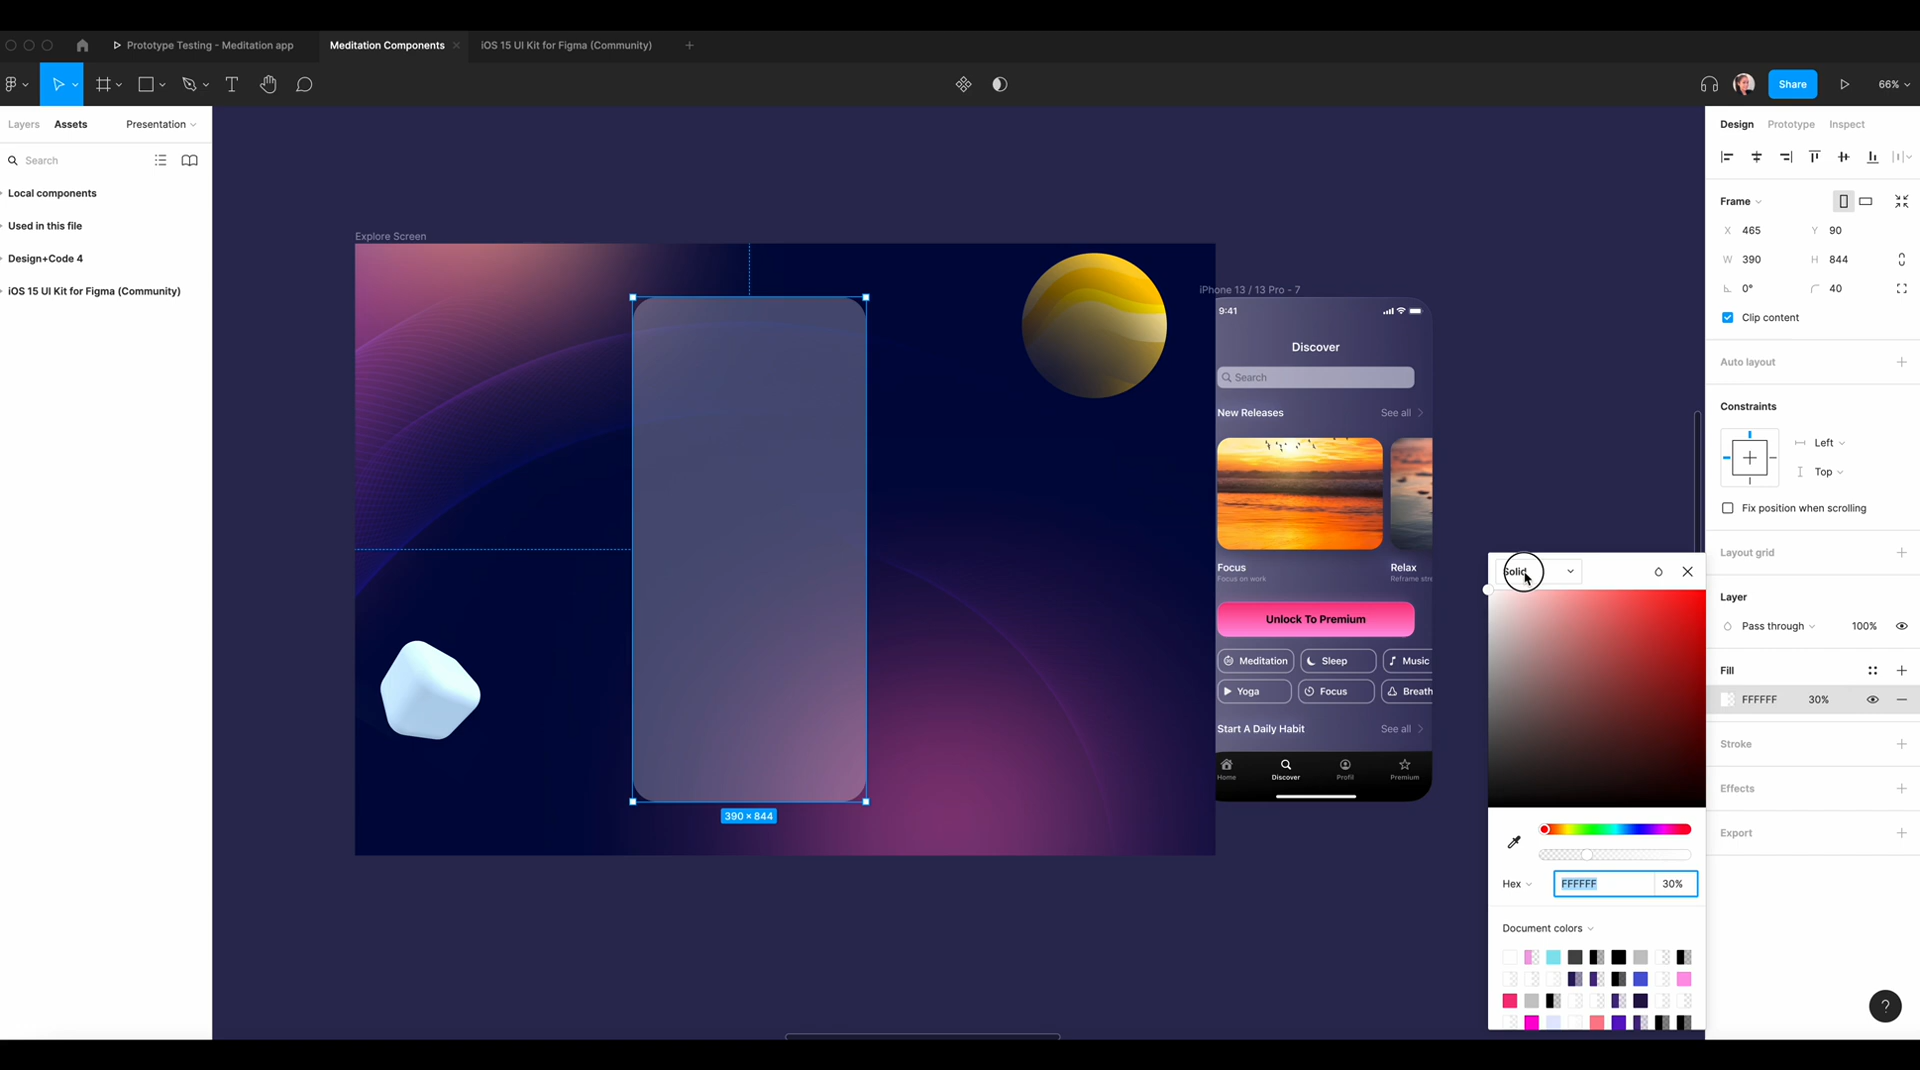 Prototype Testing - Meditation app
Meditation Components
iOS 15 UI Kit for Figma (Community)
Share
66%
Layers
Assets
Presentation
Search
Local components
Used in this file
Design+Code 4
iOS 15 UI Kit for Figma (Community)
Explore Screen
390 × 844
iPhone 13 / 13 Pro - 7
9:41
Discover
Search
New Releases
See all
Focus
Focus on work
Relax
Reframe stre
Unlock To Premium
Meditation
Sleep
Music
Yoga
Focus
Breath
Start A Daily Habit
See all
Home
Discover
Profil
Premium
Solid
Hex
FFFFFF
30%
Document colors
Design
Prototype
Inspect
Frame
X 465
Y 90
W 390
H 844
0°
40
Clip content
Auto layout
Constraints
Left
Top
Fix position when scrolling
Layout grid
Layer
Pass through
100%
Fill
FFFFFF
30%
Stroke
Effects
Export
?